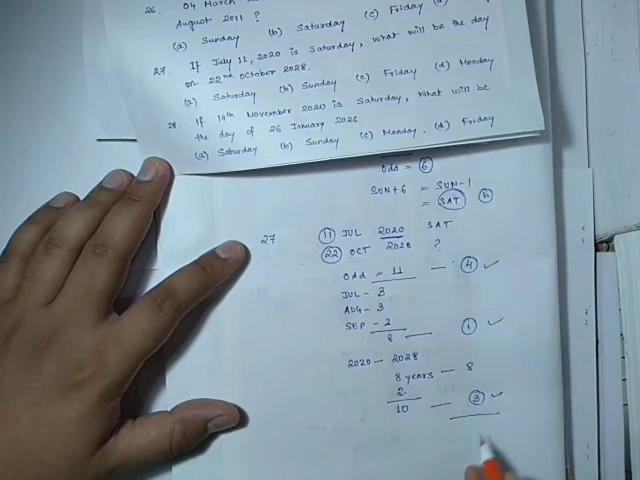 26. 04 March
August 2011 ?
(a) Sunday (b) Saturday (c) Friday (d)
27. If July 11, 2020 is Saturday, what will be the day
on 22nd October 2028.
(a) Saturday (b) Sunday (c) Friday (d) Monday
28. If 14th November 2020 is Saturday, What will be
the day of 26 January 2026.
(a) Saturday (b) Sunday (c) Monday. (d) Friday
Odd = 6
SUN+6 = SUN-1
= SAT (b)
27. 11 JUL 2020 SAT
22 OCT 2028 ?
Odd = 11 — 4 ✓
JUL - 3
AUG - 3
SEP - 2
8 — 1 ✓
2020 - 2028
8 years — 8
2
10 — 3 ✓